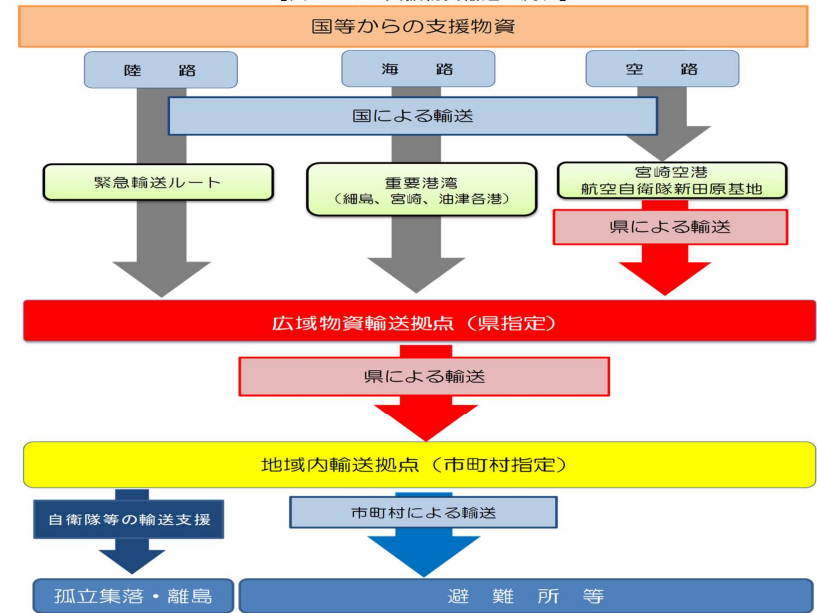 国等からの支援物資
陸 路
海 路
空 路
国による輸送
緊急輸送ルート
重要港湾
（細島、宮崎、油津各港）
宮崎空港
航空自衛隊新田原基地
県による輸送
広域物資輸送拠点（県指定）
県による輸送
地域内輸送拠点（市町村指定）
自衛隊等の輸送支援
市町村による輸送
孤立集落・離島
避 難 所 等